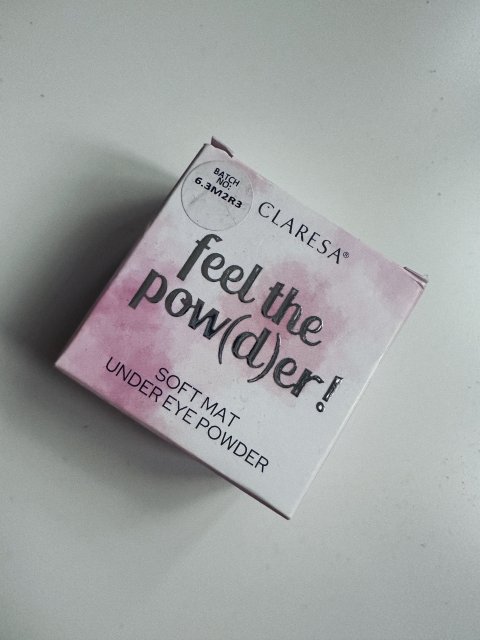 BATCH
NO:
6.3M2R3
CLARESA®
feel the
pow(d)er!
SOFT MAT
UNDER EYE POWDER